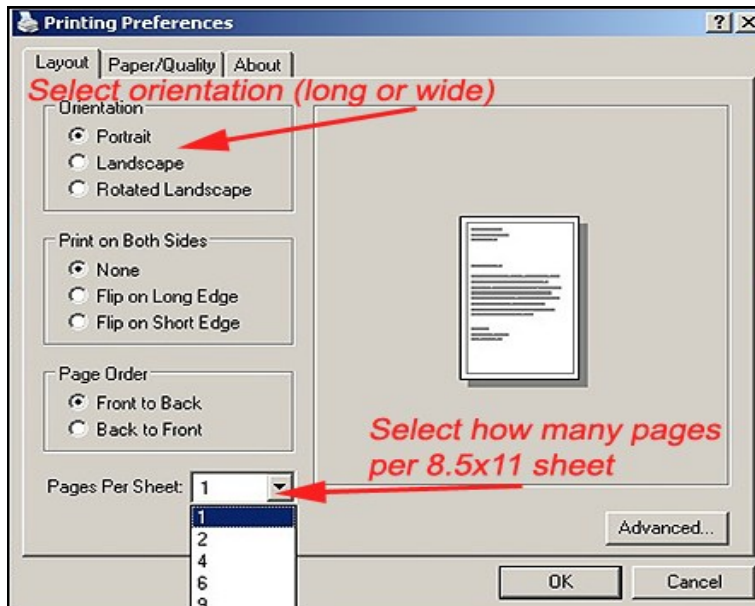 Printing Preferences
Layout Paper/Quality About
Select orientation (long or wide)
Orientation
Portrait
Landscape
Rotated Landscape
Print on Both Sides
None
Flip on Long Edge
Flip on Short Edge
Page Order
Front to Back
Back to Front
Select how many pages
per 8.5x11 sheet
Pages Per Sheet: 1
1
2
4
6
9
Advanced...
OK Cancel